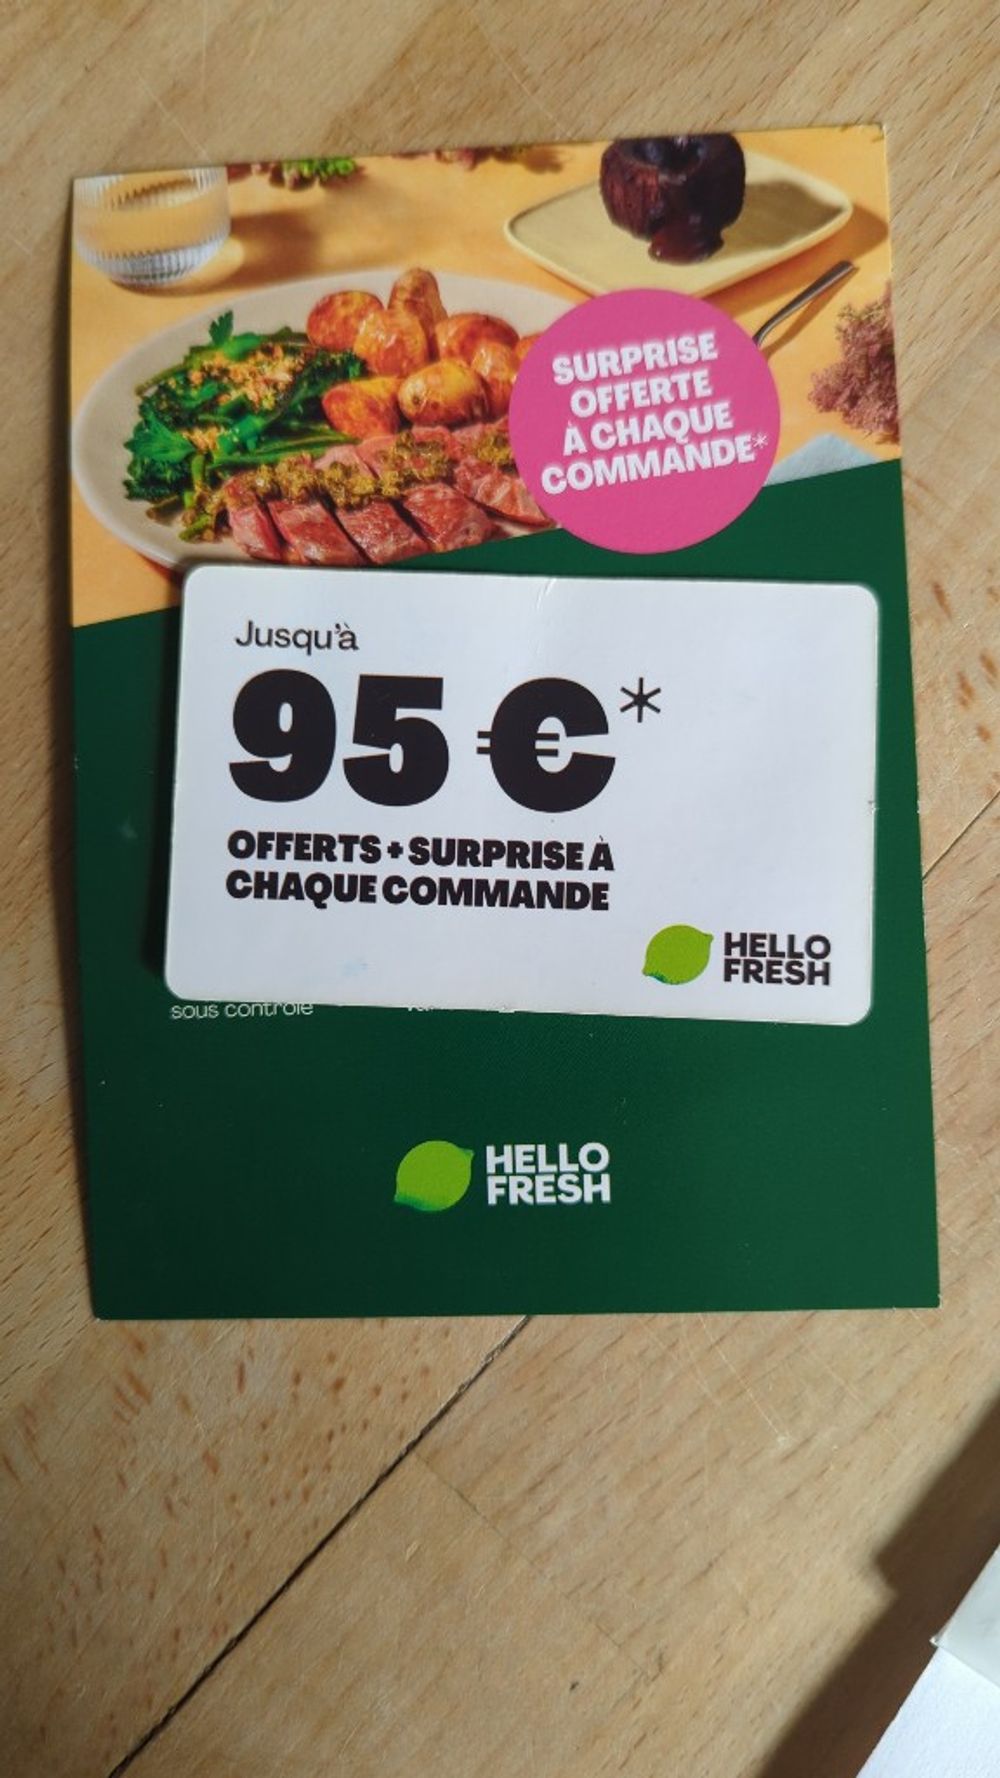 SURPRISE
OFFERTE
À CHAQUE
COMMANDE*
Jusqu'à
95 €*
OFFERTS + SURPRISE À
CHAQUE COMMANDE
HELLO
FRESH
sous contrôle
HELLO
FRESH